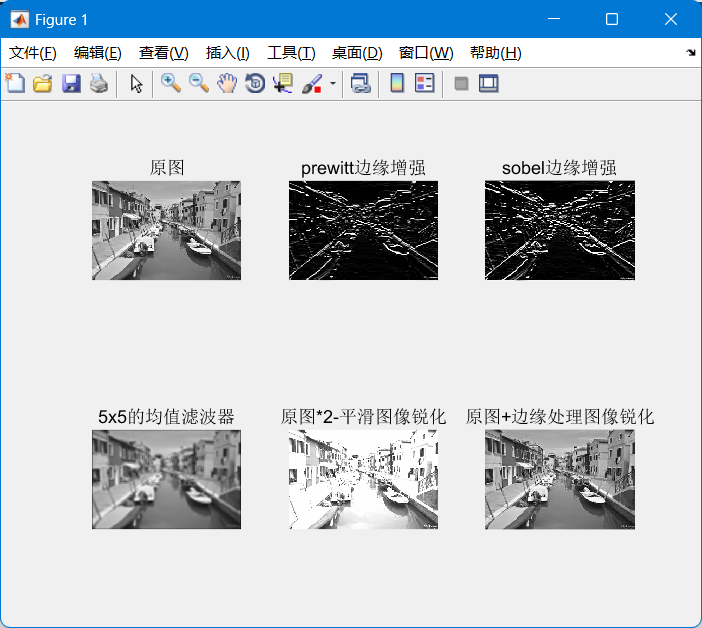 Figure 1
文件(F) 编辑(E) 查看(V) 插入(I) 工具(T) 桌面(D) 窗口(W) 帮助(H)
原图 prewitt边缘增强 sobel边缘增强
5x5的均值滤波器 原图*2-平滑图像锐化 原图+边缘处理图像锐化